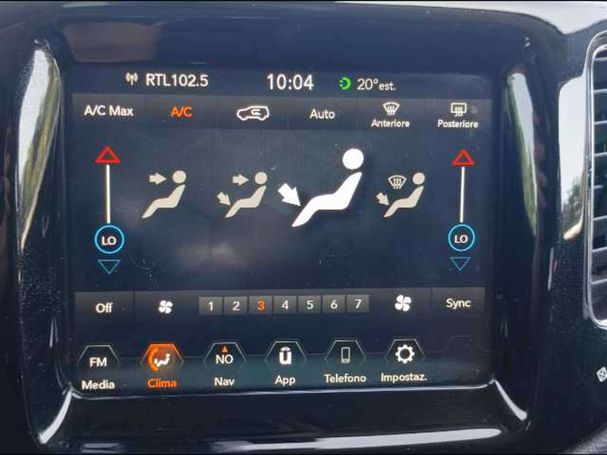 RTL102.5 10:04 20°est.
A/C Max A/C Auto Anteriore Posteriore
LO LO
Off 1 2 3 4 5 6 7 Sync
FM NO
Media Clima Nav App Telefono Impostaz.